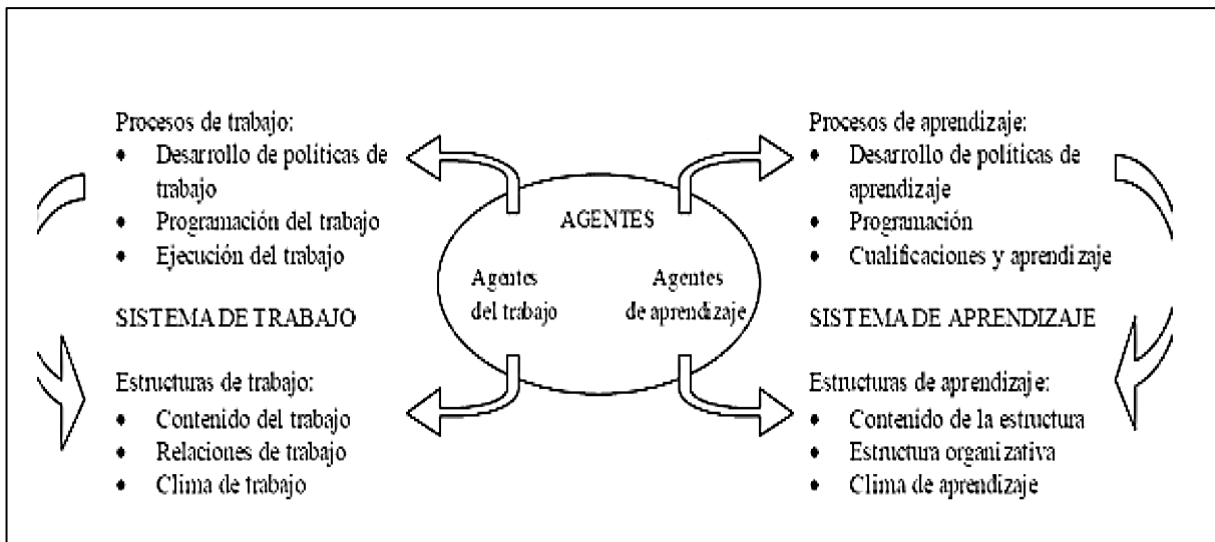 Procesos de trabajo:
• Desarrollo de políticas de
trabajo
• Programación del trabajo
• Ejecución del trabajo
SISTEMA DE TRABAJO
Estructuras de trabajo:
• Contenido del trabajo
• Relaciones de trabajo
• Clima de trabajo
AGENTES
Agentes
del trabajo
Agentes
de aprendizaje
Procesos de aprendizaje:
• Desarrollo de políticas de
aprendizaje
• Programación
• Cualificaciones y aprendizaje
SISTEMA DE APRENDIZAJE
Estructuras de aprendizaje:
• Contenido de la estructura
• Estructura organizativa
• Clima de aprendizaje